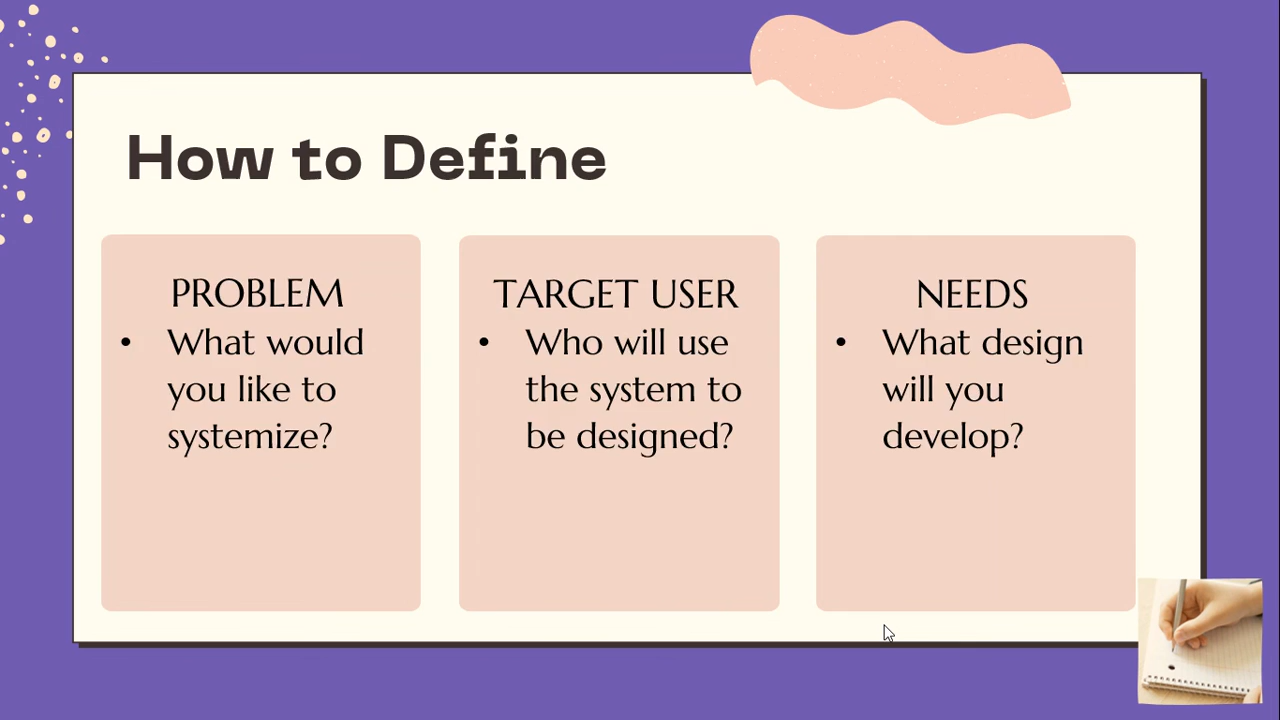 How to Define
PROBLEM
• What would
you like to
systemize?
TARGET USER
• Who will use
the system to
be designed?
NEEDS
• What design
will you
develop?